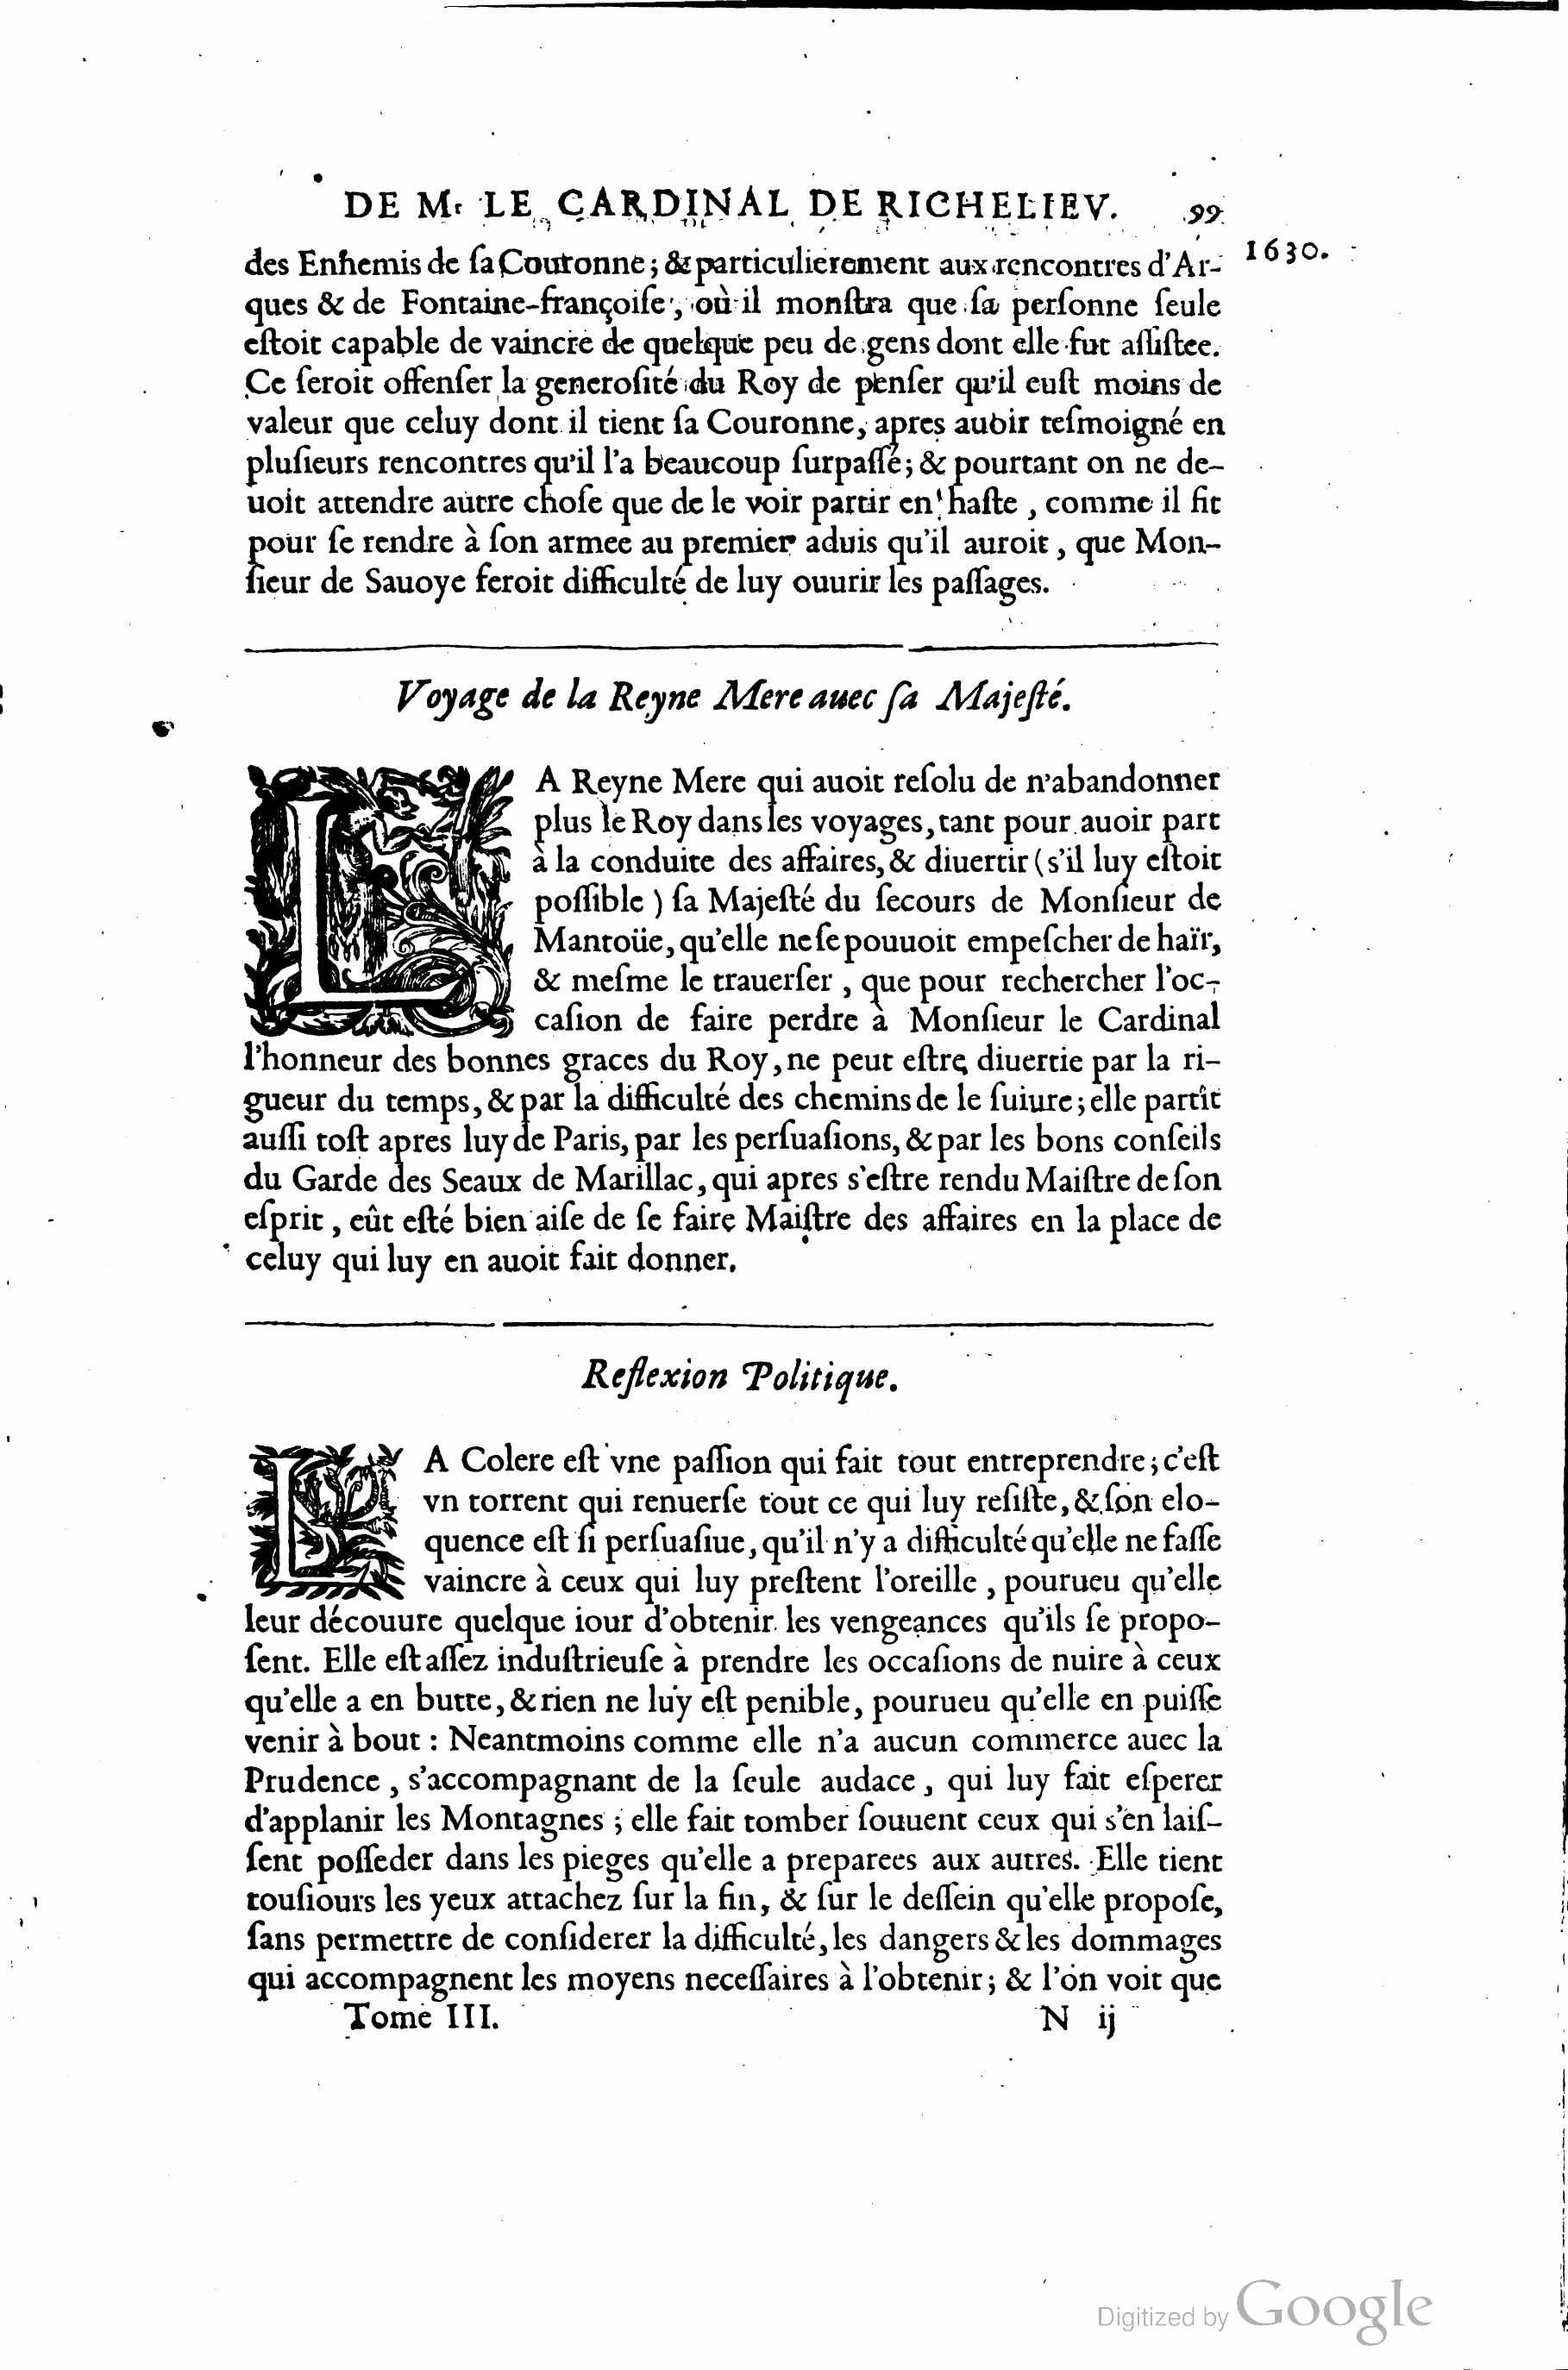 DE Mr LE CARDINAL DE RICHELIEV. 99
1630.
des Ennemis de ſa Couronne; & particulierement aux rencontres d'Ar-
ques & de Fontaine-françoiſe, où il monſtra que ſa perſonne ſeule
eſtoit capable de vaincre de quelque peu de gens dont elle fut aſſiſtee.
Ce ſeroit offenſer la generoſité du Roy de penſer qu'il euſt moins de
valeur que celuy dont il tient ſa Couronne, apres auoir teſmoigné en
pluſieurs rencontres qu'il l'a beaucoup ſurpaſſé; & pourtant on ne de-
uoit attendre autre choſe que de le voir partir en haſte, comme il fit
pour ſe rendre à ſon armee au premier aduis qu'il auroit, que Mon-
ſieur de Sauoye feroit difficulté de luy ouurir les paſſages.
Voyage de la Reyne Mere auec ſa Majeſté.
LA Reyne Mere qui auoit reſolu de n'abandonner
plus le Roy dans les voyages, tant pour auoir part
à la conduite des affaires, & diuertir (s'il luy eſtoit
poſſible) ſa Majeſté du ſecours de Monſieur de
Mantoüe, qu'elle ne ſe pouuoit empeſcher de haïr,
& meſme le trauerſer, que pour rechercher l'oc-
caſion de faire perdre à Monſieur le Cardinal
l'honneur des bonnes graces du Roy, ne peut eſtre diuertie par la ri-
gueur du temps, & par la difficulté des chemins de le ſuiure; elle partit
auſſi toſt apres luy de Paris, par les perſuaſions, & par les bons conſeils
du Garde des Seaux de Marillac, qui apres s'eſtre rendu Maiſtre de ſon
eſprit, eût eſté bien aiſe de ſe faire Maiſtre des affaires en la place de
celuy qui luy en auoit fait donner.
Reflexion Politique.
LA Colere eſt vne paſſion qui fait tout entreprendre; c'eſt
vn torrent qui renuerſe tout ce qui luy reſiſte, & ſon elo-
quence eſt ſi perſuaſiue, qu'il n'y a difficulté qu'elle ne faſſe
vaincre à ceux qui luy preſtent l'oreille, pourueu qu'elle
leur découure quelque iour d'obtenir les vengeances qu'ils ſe propo-
ſent. Elle eſt aſſez induſtrieuſe à prendre les occaſions de nuire à ceux
qu'elle a en butte, & rien ne luy eſt penible, pourueu qu'elle en puiſſe
venir à bout : Neantmoins comme elle n'a aucun commerce auec la
Prudence, s'accompagnant de la ſeule audace, qui luy fait eſperer
d'applanir les Montagnes; elle fait tomber ſouuent ceux qui s'en laiſ-
ſent poſſeder dans les pieges qu'elle a preparees aux autres. Elle tient
touſiours les yeux attachez ſur la fin, & ſur le deſſein qu'elle propoſe,
ſans permettre de conſiderer la difficulté, les dangers & les dommages
qui accompagnent les moyens neceſſaires à l'obtenir; & l'on voit que
Tome III. N ij
Digitized by Google